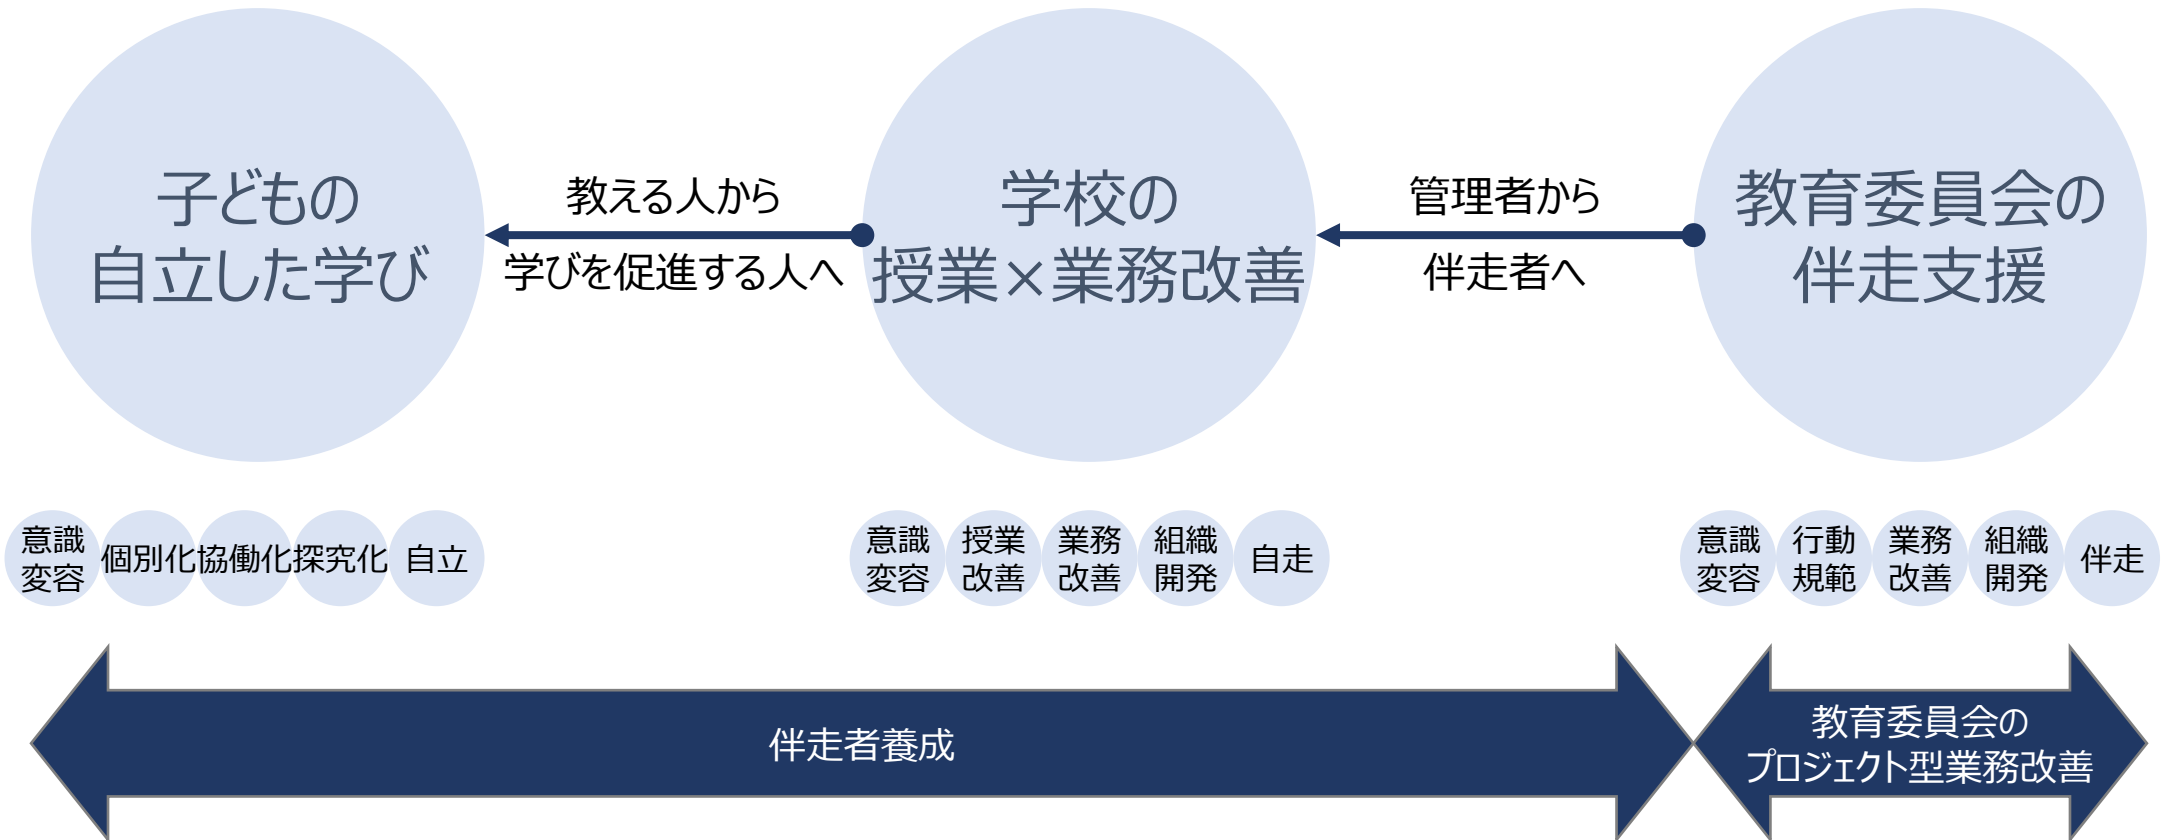 子どもの
自立した学び
教える人から
学びを促進する人へ
学校の
授業×業務改善
管理者から
伴走者へ
教育委員会の
伴走支援
意識
変容
個別化
協働化
探究化
自立
意識
変容
授業
改善
業務
改善
組織
開発
自走
意識
変容
行動
規範
業務
改善
組織
開発
伴走
伴走者養成
教育委員会の
プロジェクト型業務改善